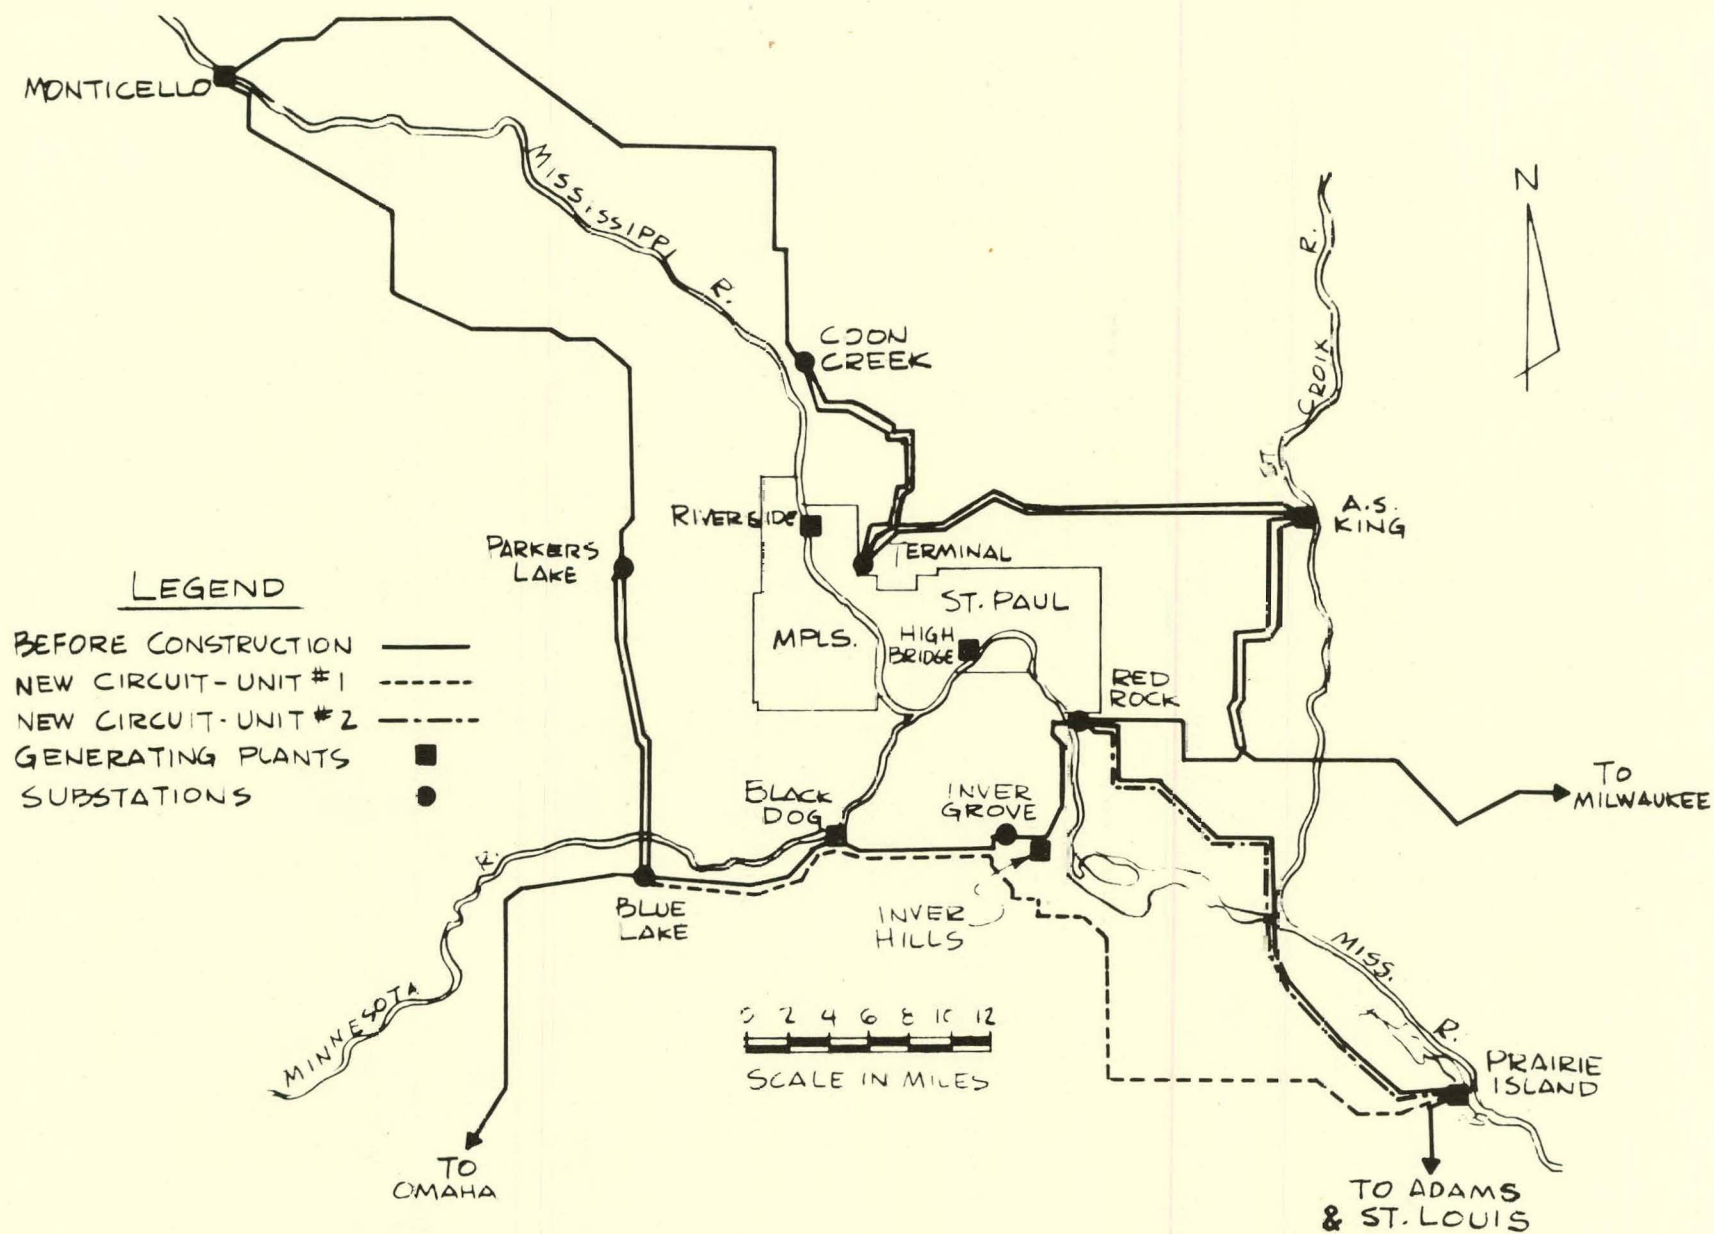 MONTICELLO
MISSISSIPPI R.
N
ST. CROIX R.
COON
CREEK
RIVERSIDE
A.S.
KING
PARKERS
LAKE
TERMINAL
ST. PAUL
MPLS.
HIGH
BRIDGE
RED
ROCK
LEGEND
BEFORE CONSTRUCTION
NEW CIRCUIT-UNIT #1
NEW CIRCUIT-UNIT #2
GENERATING PLANTS
SUBSTATIONS
BLACK
DOG
INVER
GROVE
TO
MILWAUKEE
BLUE
LAKE
INVER
HILLS
MINNESOTA R.
MISS. R.
0 2 4 6 8 10 12
SCALE IN MILES
PRAIRIE
ISLAND
TO
OMAHA
TO ADAMS
& ST. LOUIS